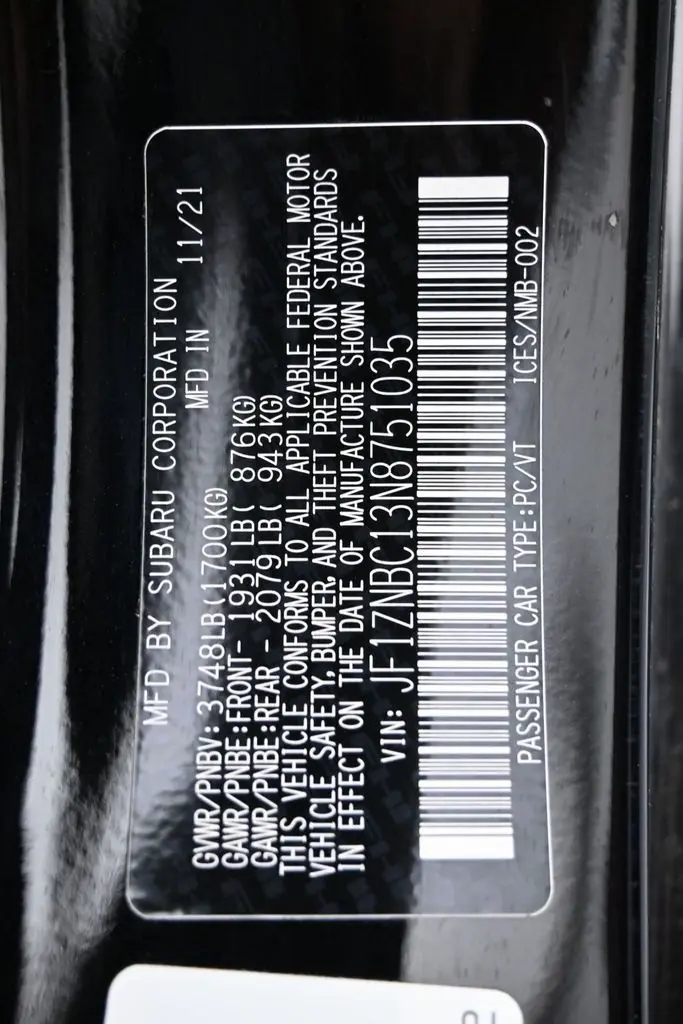 MFD BY SUBARU CORPORATION
MFD IN 11/21
GVWR/PNBV: 3748LB(1700KG)
GAWR/PNBE:FRONT- 1931LB( 876KG)
GAWR/PNBE:REAR - 2079LB( 943KG)
THIS VEHICLE CONFORMS TO ALL APPLICABLE FEDERAL MOTOR
VEHICLE SAFETY, BUMPER, AND THEFT PREVENTION STANDARDS
IN EFFECT ON THE DATE OF MANUFACTURE SHOWN ABOVE.
VIN: JF1ZNBC13N8751035
PASSENGER CAR TYPE:PC/VT ICES/NMB-002